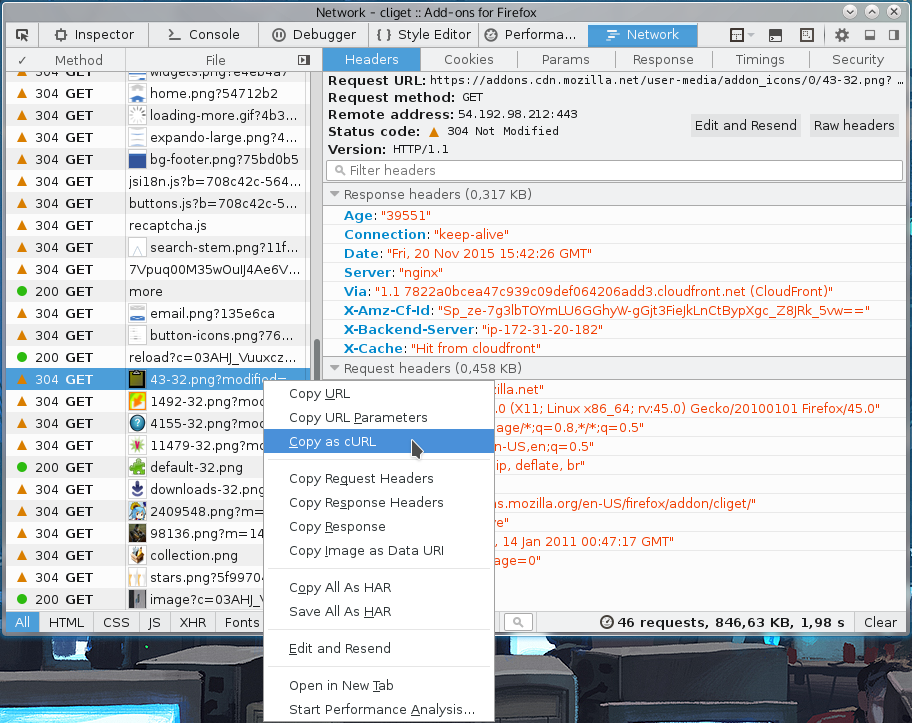 Network - cliget :: Add-ons for Firefox
Inspector
Console
Debugger
{ } Style Editor
Performa...
Network
✓ Method File
widgets.png?e4eb4a7
304 GET home.png?54712b2
304 GET loading-more.gif?4b3...
304 GET expando-large.png?4...
304 GET bg-footer.png?75bd0b5
304 GET jsi18n.js?b=708c42c-564...
304 GET buttons.js?b=708c42c-5...
304 GET recaptcha.js
304 GET search-stem.png?11f...
304 GET 7Vpuq00M35wOuIJ4Ae6V...
200 GET more
304 GET email.png?135e6ca
304 GET button-icons.png?76...
200 GET reload?c=03AHJ_Vuuxcz...
304 GET 43-32.png?modified=
304 GET 1492-32.png?mo
304 GET 4155-32.png?mo
304 GET 11479-32.png?mo
200 GET default-32.png
304 GET downloads-32.png
304 GET 2409548.png?m=
304 GET 98136.png?m=14
304 GET collection.png
304 GET stars.png?5f9970
200 GET image?c=03AHJ_V
All HTML CSS JS XHR Fonts
Headers Cookies Params Response Timings Security
Request URL: https://addons.cdn.mozilla.net/user-media/addon_icons/0/43-32.png? …
Request method: GET
Remote address: 54.192.98.212:443
Status code: 304 Not Modified
Edit and Resend Raw headers
Version: HTTP/1.1
Filter headers
Response headers (0,317 KB)
Age: "39551"
Connection: "keep-alive"
Date: "Fri, 20 Nov 2015 15:42:26 GMT"
Server: "nginx"
Via: "1.1 7822a0bcea47c939c09def064206add3.cloudfront.net (CloudFront)"
X-Amz-Cf-Id: "Sp_ze-7g3lbTOYmLU6GGhyW-gGjt3FieJkLnCtBypXgc_Z8JRk_5vw=="
X-Backend-Server: "ip-172-31-20-182"
X-Cache: "Hit from cloudfront"
Request headers (0,458 KB)
zilla.net"
.0 (X11; Linux x86_64; rv:45.0) Gecko/20100101 Firefox/45.0"
age/*;q=0.8,*/*;q=0.5"
n-US,en;q=0.5"
ip, deflate, br"
s.mozilla.org/en-US/firefox/addon/cliget/"
e"
, 14 Jan 2011 00:47:17 GMT"
age=0"
Copy URL
Copy URL Parameters
Copy as cURL
Copy Request Headers
Copy Response Headers
Copy Response
Copy Image as Data URI
Copy All As HAR
Save All As HAR
Edit and Resend
Open in New Tab
Start Performance Analysis...
46 requests, 846,63 KB, 1,98 s Clear